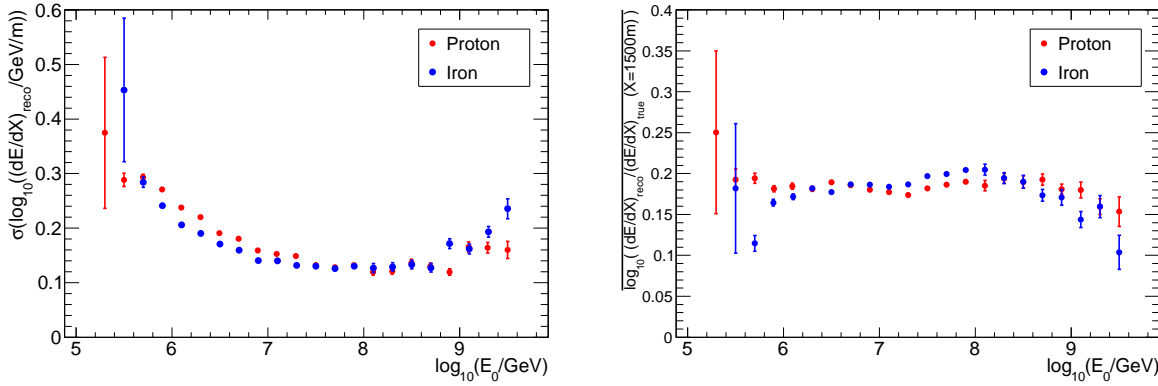 σ(log10((dE/dX)reco/GeV/m))
0.6
0.5
0.4
0.3
0.2
0.1
0
5 6 7 8 9
log10(E0/GeV)
Proton
Iron
log10((dE/dX)reco/(dE/dX)true (X=1500m))
0.4
0.35
0.3
0.25
0.2
0.15
0.1
0.05
0
5 6 7 8 9
log10(E0/GeV)
Proton
Iron